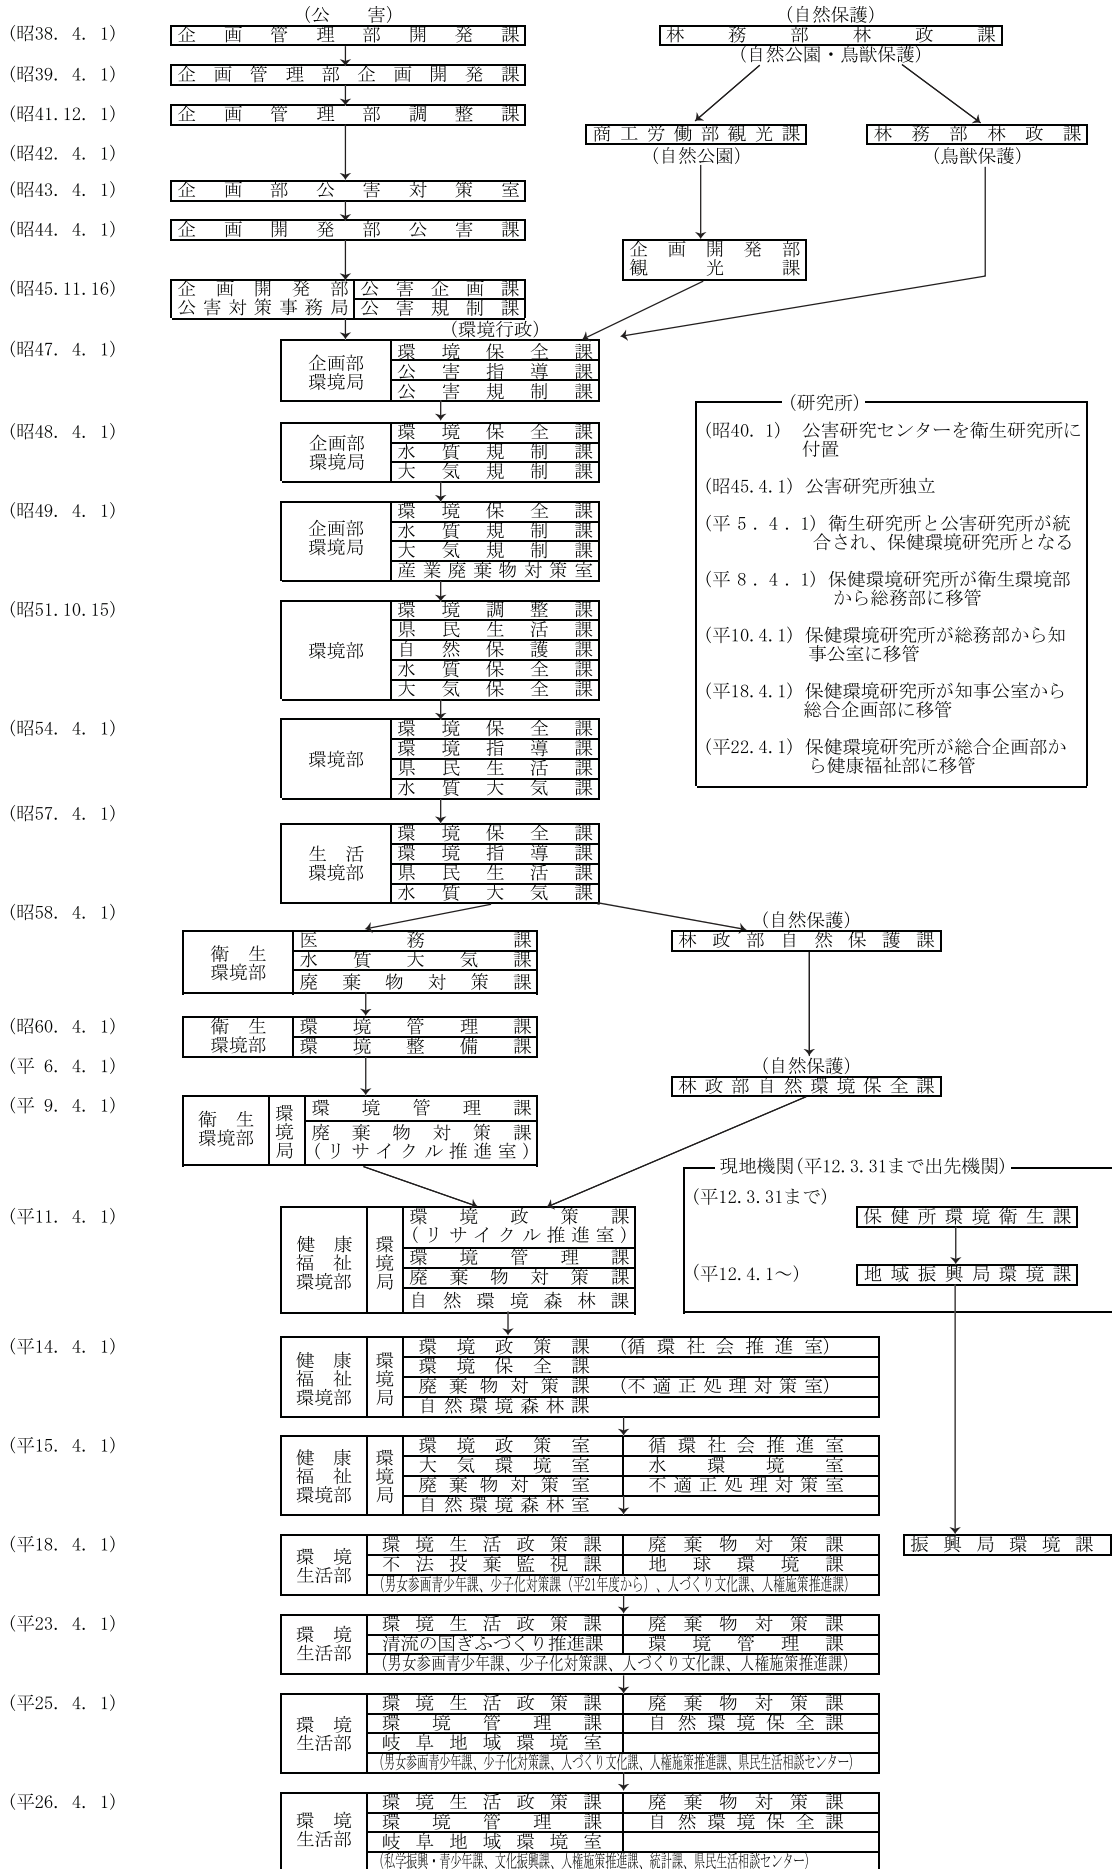 (公　　害)
(自然保護)
(昭38. 4. 1)
企画管理部開発課
林務部林政課
(自然公園・鳥獣保護)
(昭39. 4. 1)
企画管理部企画開発課
(昭41.12. 1)
企画管理部調整課
商工労働部観光課
林務部林政課
(自然公園)
(鳥獣保護)
(昭42. 4. 1)
(昭43. 4. 1)
企画部公害対策室
(昭44. 4. 1)
企画開発部公害課
企画開発部
観光課
(昭45.11.16)
企画開発部
公害対策事務局
公害企画課
公害規制課
(環境行政)
(昭47. 4. 1)
企画部
環境局
環境保全課
公害指導課
公害規制課
(昭48. 4. 1)
企画部
環境局
環境保全課
水質規制課
大気規制課
(昭49. 4. 1)
企画部
環境局
環境保全課
水質規制課
大気規制課
産業廃棄物対策室
(昭51.10.15)
環境部
環境調整課
県民生活課
自然保護課
水質保全課
大気保全課
(昭54. 4. 1)
環境部
環境保全課
環境指導課
県民生活課
水質大気課
(昭57. 4. 1)
生　活
環境部
環境保全課
環境指導課
県民生活課
水質大気課
(研究所)
(昭40. 1)　公害研究センターを衛生研究所に
付置
(昭45.4.1) 公害研究所独立
(平 5 . 4 . 1) 衛生研究所と公害研究所が統
合され、保健環境研究所となる
(平 8 . 4 . 1) 保健環境研究所が衛生環境部
から総務部に移管
(平10.4.1) 保健環境研究所が総務部から知
事公室に移管
(平18.4.1) 保健環境研究所が知事公室から
総合企画部に移管
(平22.4.1) 保健環境研究所が総合企画部か
ら健康福祉部に移管
(昭58. 4. 1)
衛　生
環境部
医務課
水質大気課
廃棄物対策課
(自然保護)
林政部自然保護課
(昭60. 4. 1)
衛　生
環境部
環境管理課
環境整備課
(平 6. 4. 1)
(自然保護)
林政部自然環境保全課
(平 9. 4. 1)
衛　生
環境部
環境局
環境管理課
廃棄物対策課
(リサイクル推進室)
現地機関(平12.3.31まで出先機関)
(平12.3.31まで)
保健所環境衛生課
(平12.4.1～)
地域振興局環境課
(平11. 4. 1)
健　康
福　祉
環境部
環境局
環境政策課
(リサイクル推進室)
環境管理課
廃棄物対策課
自然環境森林課
(平14. 4. 1)
健　康
福　祉
環境部
環境局
環境政策課　(循環社会推進室)
環境保全課
廃棄物対策課　(不適正処理対策室)
自然環境森林課
(平15. 4. 1)
健　康
福　祉
環境部
環境局
環境政策室　循環社会推進室
大気環境室　水環境室
廃棄物対策室　不適正処理対策室
自然環境森林室
(平18. 4. 1)
環　境
生活部
環境生活政策課　廃棄物対策課
不法投棄監視課　地球環境課
(男女参画青少年課、少子化対策課（平21年度から）、人づくり文化課、人権施策推進課)
振興局環境課
(平23. 4. 1)
環　境
生活部
環境生活政策課　廃棄物対策課
清流の国ぎふづくり推進課　環境管理課
(男女参画青少年課、少子化対策課、人づくり文化課、人権施策推進課)
(平25. 4. 1)
環　境
生活部
環境生活政策課　廃棄物対策課
環境管理課　自然環境保全課
岐阜地域環境室
(男女参画青少年課、少子化対策課、人づくり文化課、人権施策推進課、県民生活相談センター)
(平26. 4. 1)
環　境
生活部
環境生活政策課　廃棄物対策課
環境管理課　自然環境保全課
岐阜地域環境室
(私学振興・青少年課、文化振興課、人権施策推進課、統計課、県民生活相談センター)